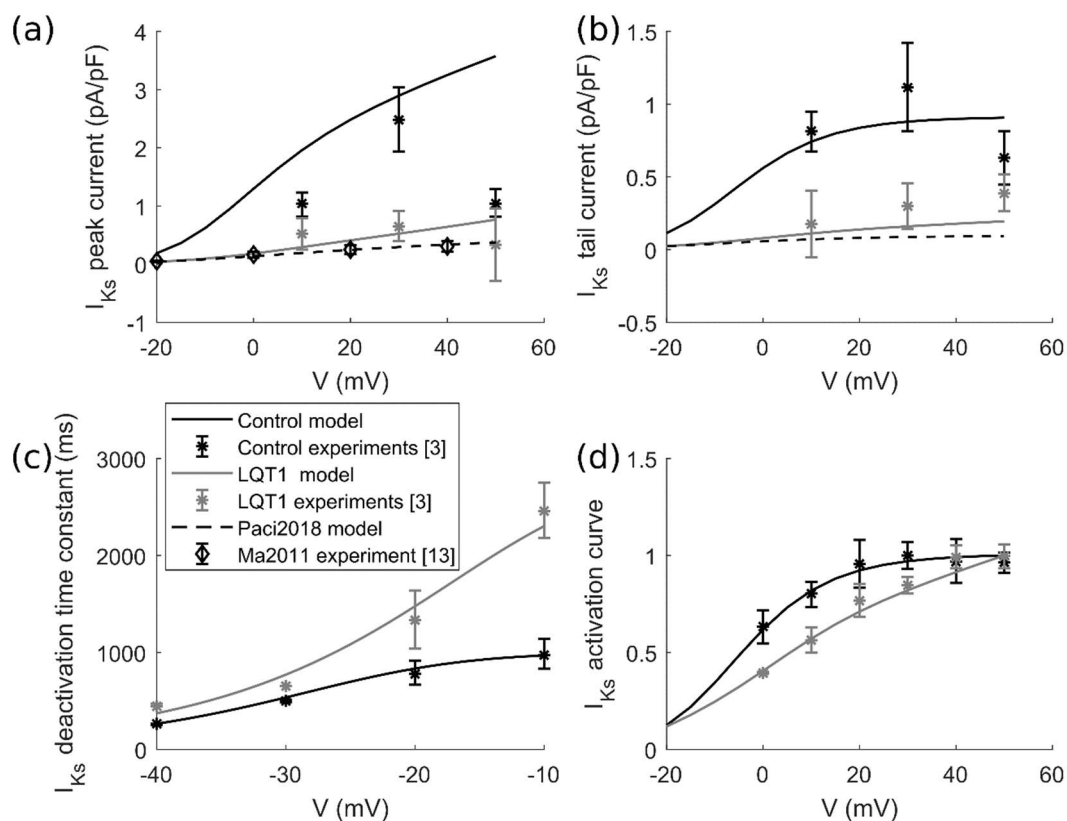 (a)
I_Ks peak current (pA/pF)
4
3
2
1
0
-1
-20 0 20 40 60
V (mV)
(b)
I_Ks tail current (pA/pF)
1.5
1
0.5
0
-0.5
-20 0 20 40 60
V (mV)
(c)
I_Ks deactivation time constant (ms)
3000
2000
1000
0
-40 -30 -20 -10
V (mV)
Control model
Control experiments [3]
LQT1 model
LQT1 experiments [3]
Paci2018 model
Ma2011 experiment [13]
(d)
I_Ks activation curve
1.5
1
0.5
0
-20 0 20 40 60
V (mV)